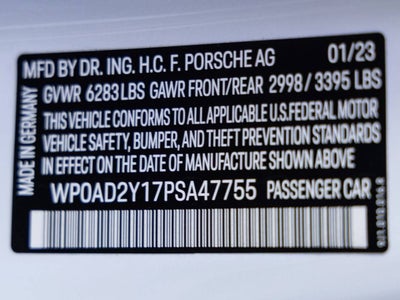 MFD BY DR. ING. H.C. F. PORSCHE AG 01/23
GVWR 6283 LBS GAWR FRONT/REAR 2998 / 3395 LBS
THIS VEHICLE CONFORMS TO ALL APPLICABLE U.S. FEDERAL MOTOR
VEHICLE SAFETY, BUMPER, AND THEFT PREVENTION STANDARDS
IN EFFECT ON THE DATE OF MANUFACTURE SHOWN ABOVE
WP0AD2Y17PSA47755 PASSENGER CAR
MADE IN GERMANY